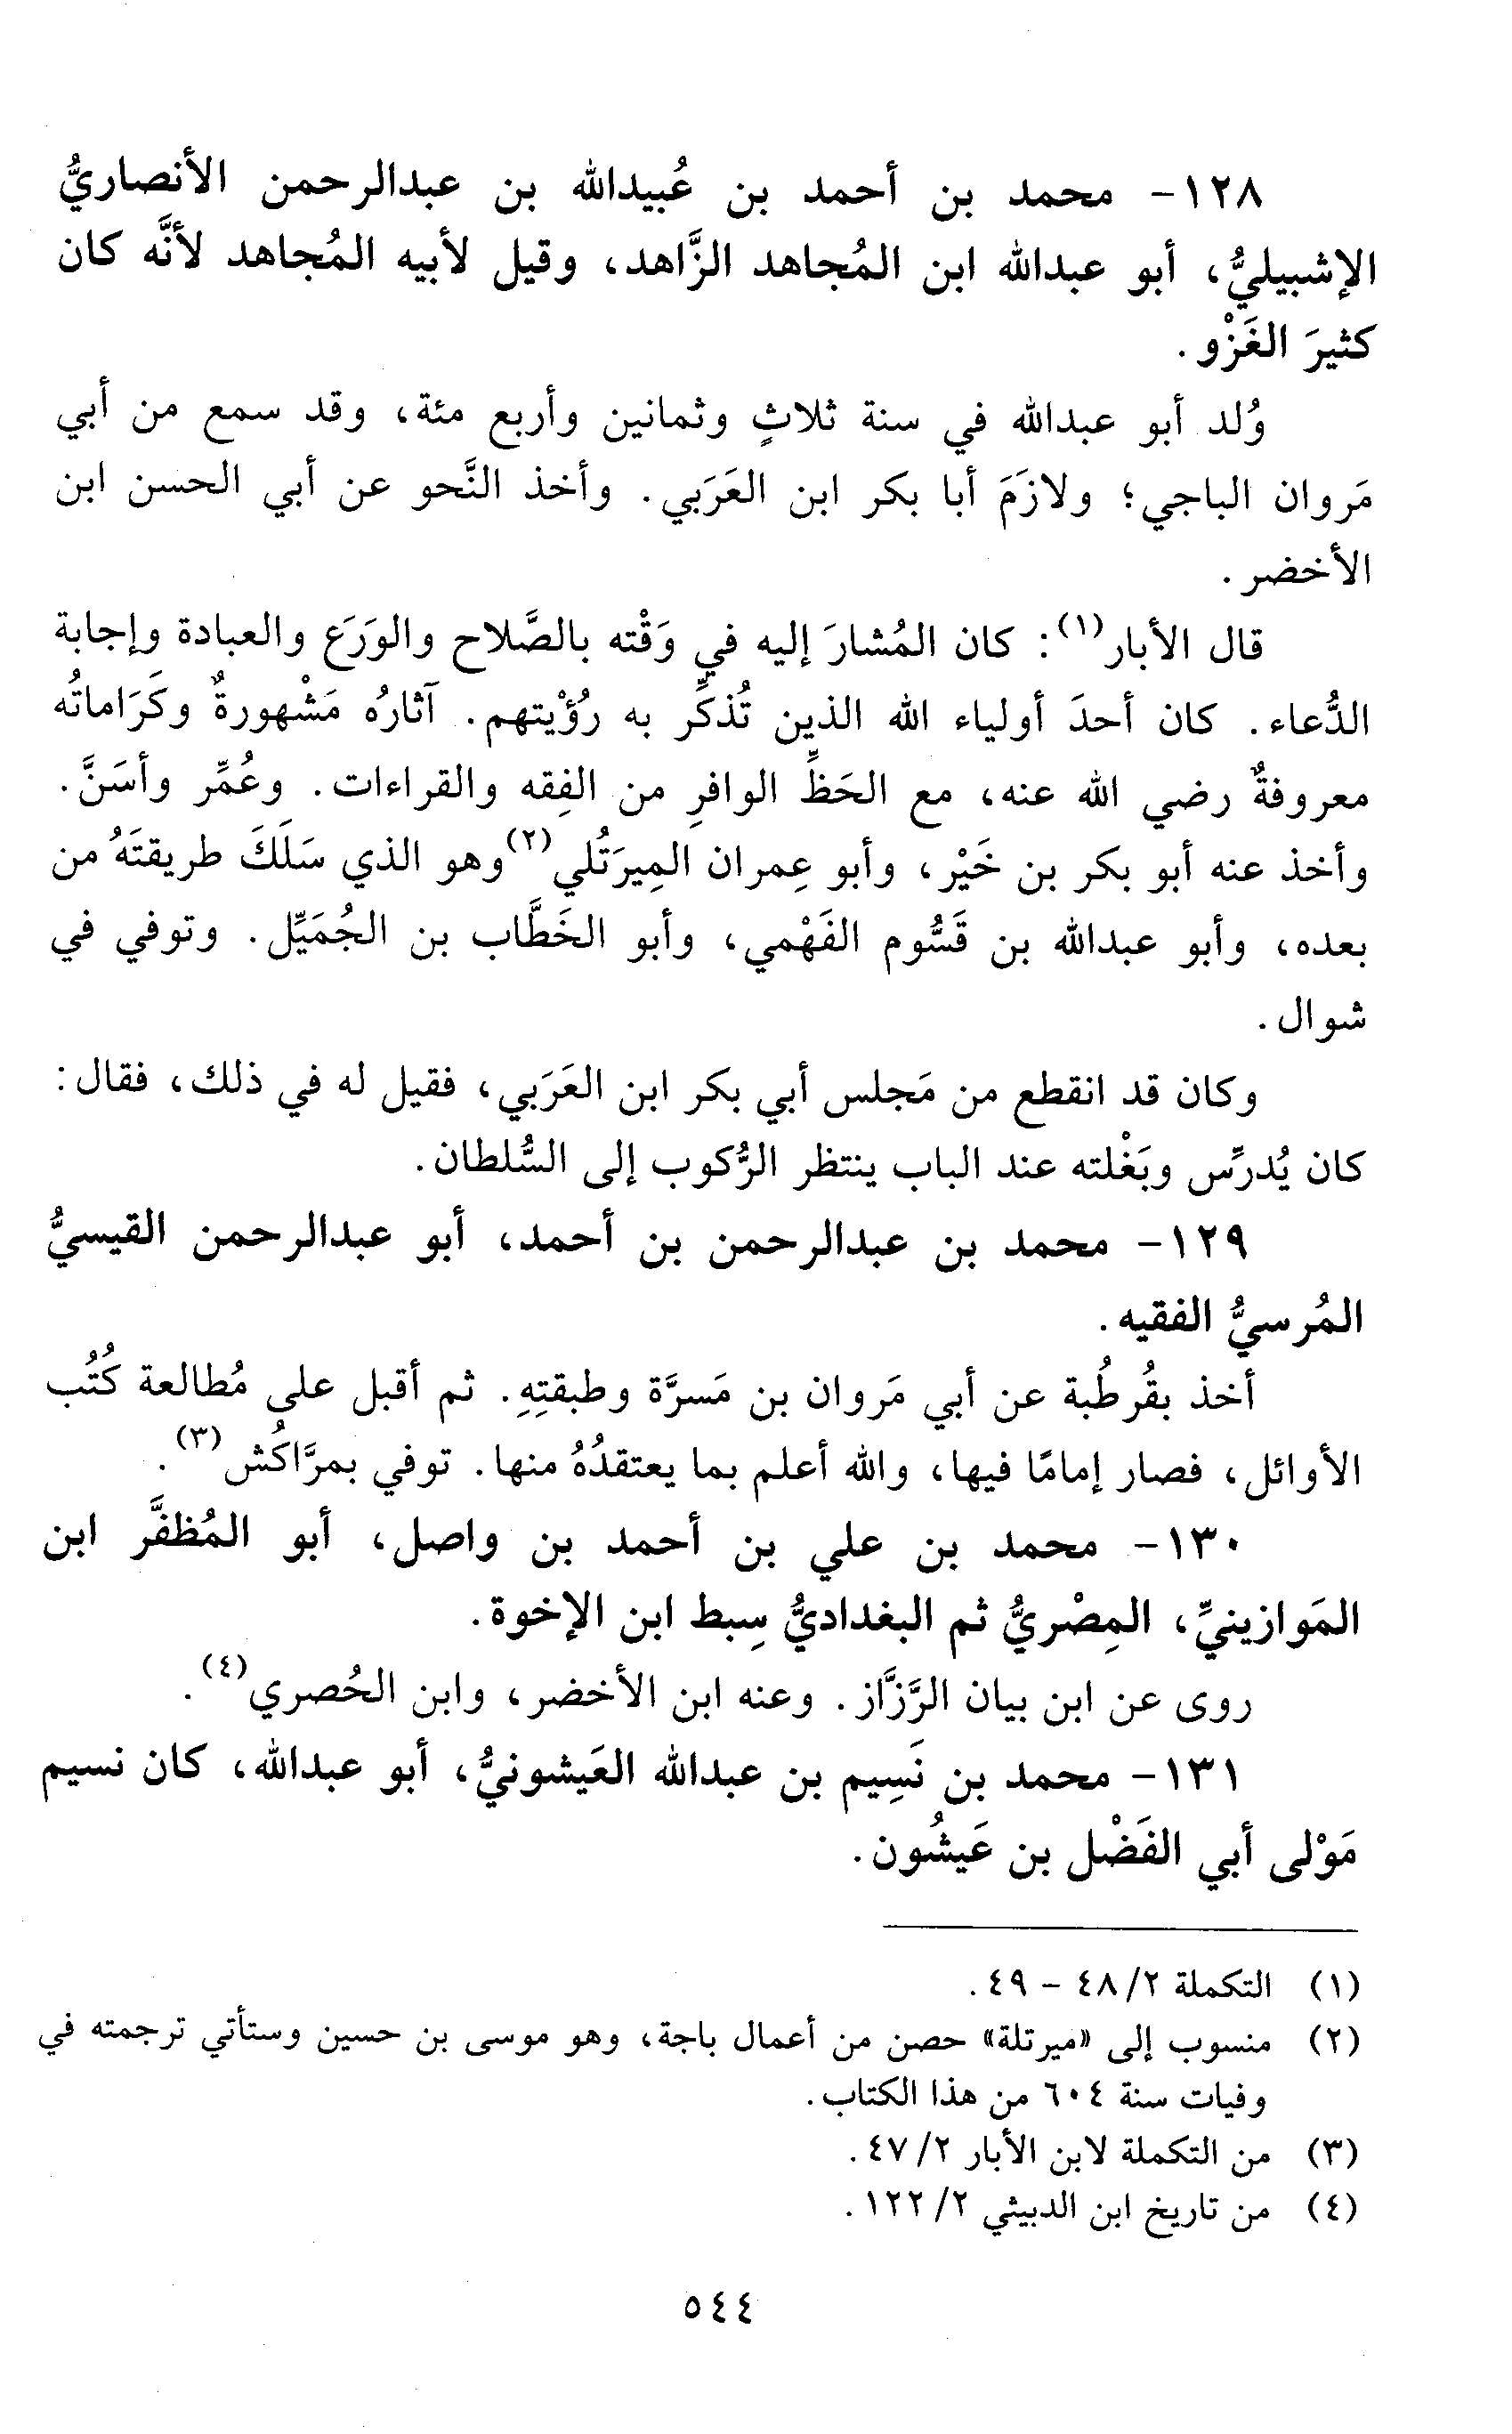 ١٢٨- محمد بن أحمد بن عُبيدالله بن عبدالرحمن الأنصاريُّ
الإشبيليُّ، أبو عبدالله ابن المُجاهد الزَّاهد، وقيل لأبيه المُجاهد لأنَّه كان
كثيرَ الغَزْو.
وُلد أبو عبدالله في سنة ثلاثٍ وثمانين وأربع مئة، وقد سمع من أبي
مَروان الباجي؛ ولازَمَ أبا بكر ابن العَرَبي. وأخذ النَّحو عن أبي الحسن ابن
الأخضر.
قال الأبار(١): كان المُشارَ إليه في وَقْته بالصَّلاح والوَرَع والعبادة وإجابة
الدُّعاء. كان أحدَ أولياء الله الذين تُذكِّر به رُؤْيتهم. آثارُه مَشْهورةٌ وكَرَاماتُه
معروفةٌ رضي الله عنه، مع الحَظِّ الوافرِ من الفِقه والقراءات. وعُمِّر وأسَنَّ.
وأخذ عنه أبو بكر بن خَيْر، وأبو عِمران المِيرَتُلي(٢) وهو الذي سَلَكَ طريقتَهُ من
بعده، وأبو عبدالله بن قَسُّوم الفَهْمي، وأبو الخَطَّاب بن الجُمَيِّل. وتوفي في
شوال.
وكان قد انقطع من مَجلس أبي بكر ابن العَرَبي، فقيل له في ذلك، فقال:
كان يُدرِّس وبَغْلته عند الباب ينتظر الرُّكوب إلى السُّلطان.
١٢٩- محمد بن عبدالرحمن بن أحمد، أبو عبدالرحمن القيسيُّ
المُرسيُّ الفقيه.
أخذ بقُرطُبة عن أبي مَروان بن مَسرَّة وطبقتِهِ. ثم أقبل على مُطالعة كُتُب
الأوائل، فصار إمامًا فيها، والله أعلم بما يعتقدُهُ منها. توفي بمرَّاكُش(٣).
١٣٠- محمد بن علي بن أحمد بن واصل، أبو المُظفَّر ابن
المَوازينيِّ، المِصْريُّ ثم البغداديُّ سِبط ابن الإخوة.
روى عن ابن بيان الرَّزَّاز. وعنه ابن الأخضر، وابن الحُصري(٤).
١٣١- محمد بن نَسِيم بن عبدالله العَيشونيُّ، أبو عبدالله، كان نسيم
مَوْلى أبي الفَضْل بن عَيشُون.
(١) التكملة ٢/ ٤٨ - ٤٩.
(٢) منسوب إلى «ميرتلة» حصن من أعمال باجة، وهو موسى بن حسين وستأتي ترجمته في
وفيات سنة ٦٠٤ من هذا الكتاب.
(٣) من التكملة لابن الأبار ٢/ ٤٧.
(٤) من تاريخ ابن الدبيثي ٢/ ١٢٢.
٥٤٤